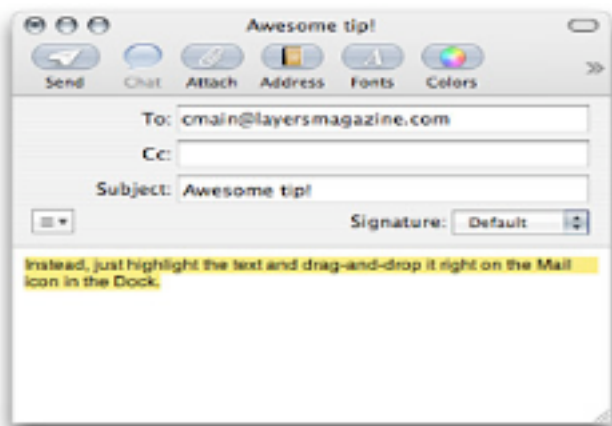 Awesome tip!
Send Chat Attach Address Fonts Colors
To: cmain@layersmagazine.com
Cc:
Subject: Awesome tip!
Signature: Default
Instead, just highlight the text and drag-and-drop it right on the Mail
icon in the Dock.